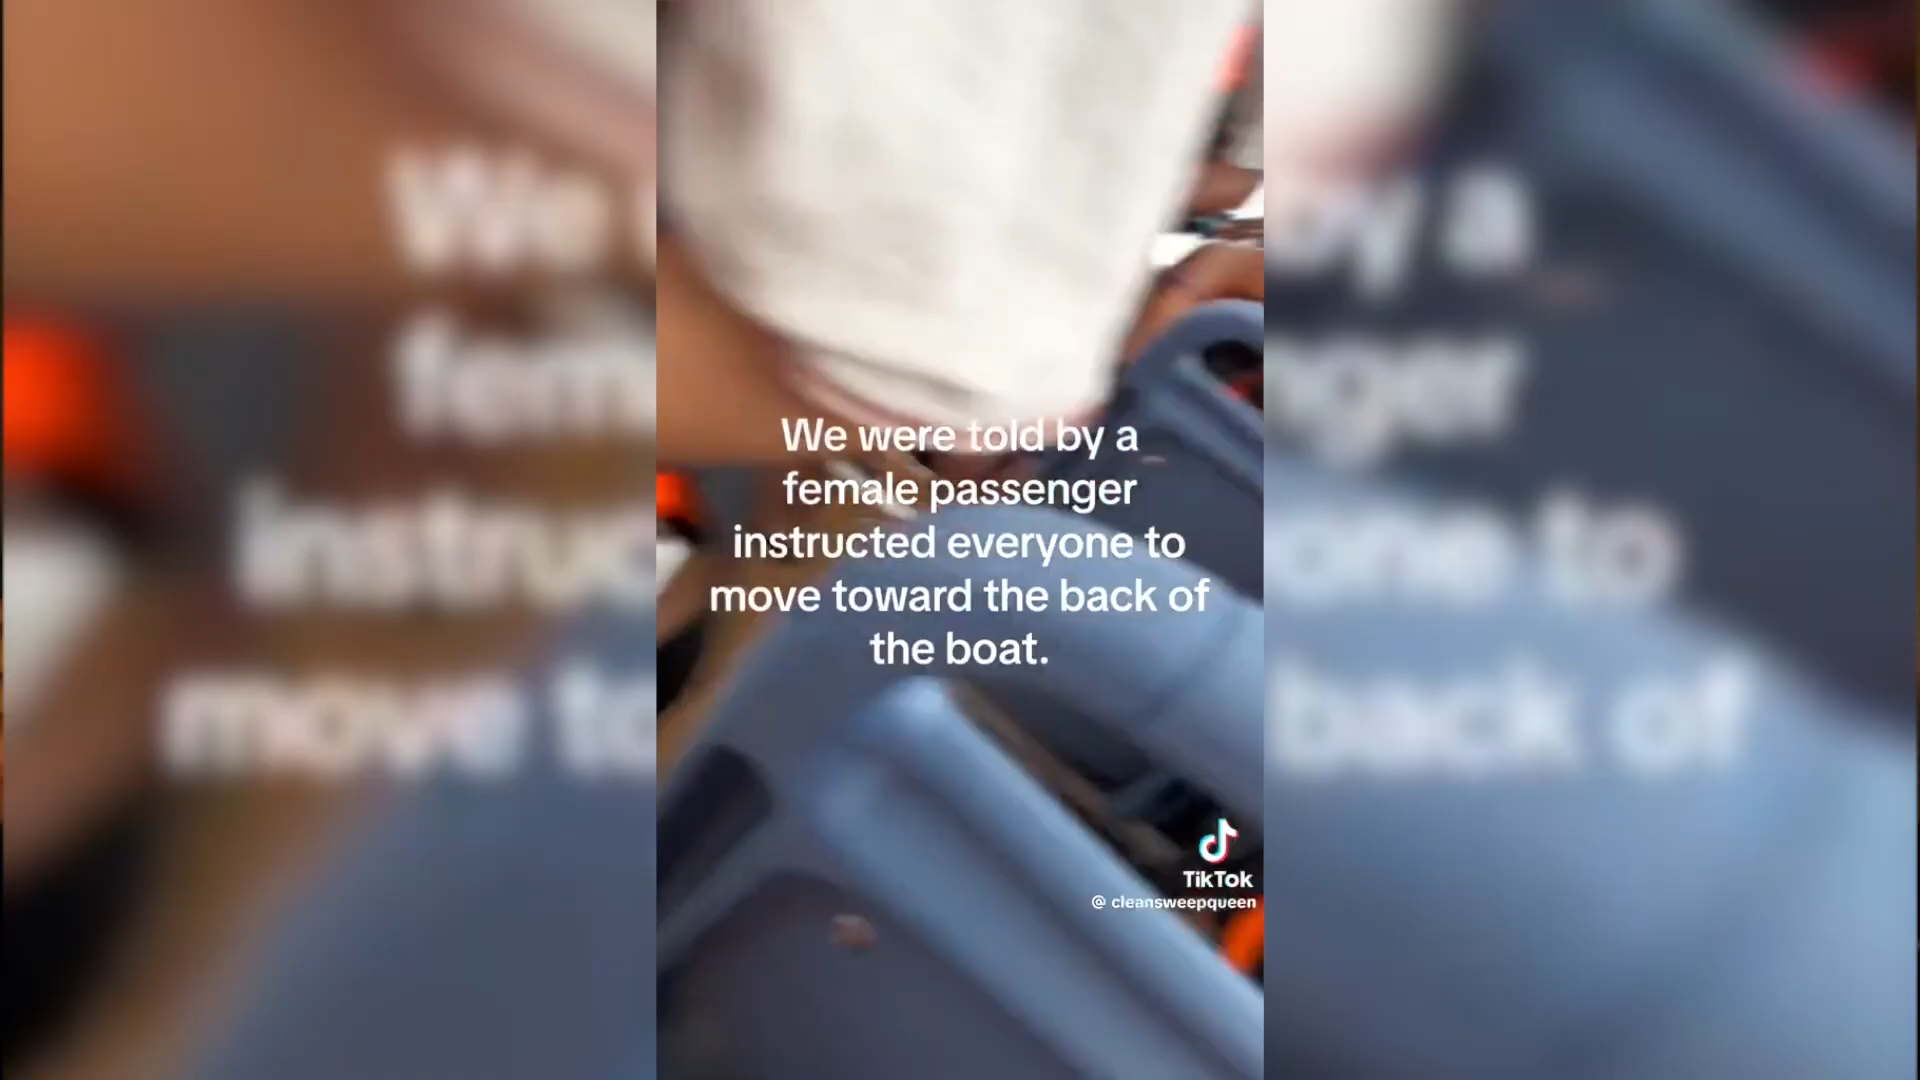 We were told by a
female passenger
instructed everyone to
move toward the back of
the boat.
TikTok
@ cleansweepqueen